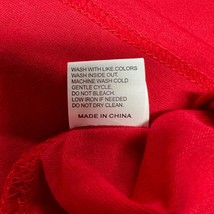 WASH WITH LIKE COLORS
WASH INSIDE OUT.
MACHINE WASH COLD
GENTLE CYCLE.
DO NOT BLEACH.
LOW IRON IF NEEDED
DO NOT DRY CLEAN.
MADE IN CHINA